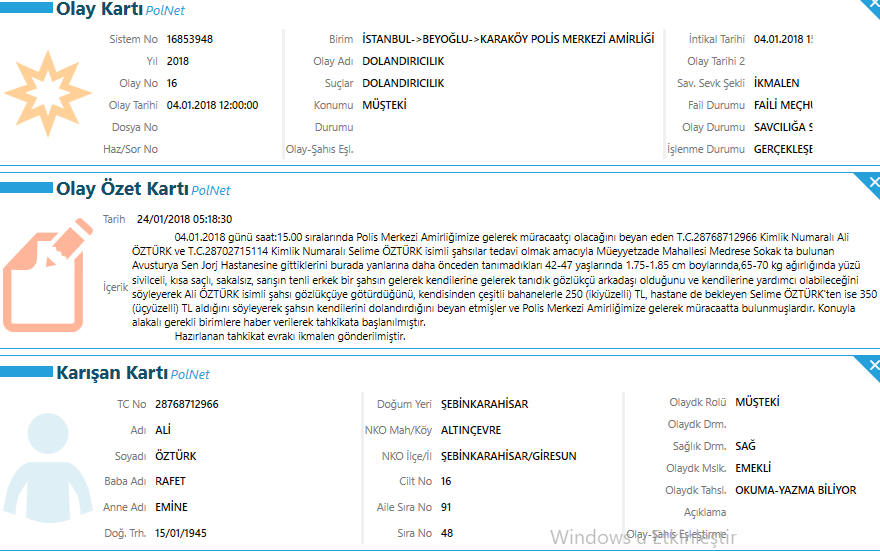 Olay Kartı PolNet
Sistem No 16853948 Birim İSTANBUL->BEYOĞLU->KARAKÖY POLİS MERKEZİ AMİRLİĞİ İntikal Tarihi 04.01.2018 1
Yıl 2018 Olay Adı DOLANDIRICILIK Olay Tarihi 2
Olay No 16 Suçlar DOLANDIRICILIK Sav. Sevk Şekli İKMALEN
Olay Tarihi 04.01.2018 12:00:00 Konumu MÜŞTEKİ Fail Durumu FAİLİ MEÇHU
Dosya No Durumu Olay Durumu SAVCILIĞA S
Haz/Sor No Olay-Şahıs Eşl. İşlenme Durumu GERÇEKLEŞE
Olay Özet Kartı PolNet
Tarih 24/01/2018 05:18:30
04.01.2018 günü saat:15.00 sıralarında Polis Merkezi Amirliğimize gelerek müracaatçı olacağını beyan eden T.C.28768712966 Kimlik Numaralı Ali
ÖZTÜRK ve T.C.28702715114 Kimlik Numaralı Selime ÖZTÜRK isimli şahsılar tedavi olmak amacıyla Müeyyetzade Mahallesi Medrese Sokak ta bulunan
Avusturya Sen Jorj Hastanesine gittiklerini burada yanlarına daha önceden tanımadıkları 42-47 yaşlarında 1.75-1.85 cm boylarında,65-70 kg ağırlığında yüzü
sivilceli, kısa saçlı, sakalsız, sarışın tenli erkek bir şahsın gelerek kendilerine gelerek tanıdık gözlükçü arkadaşı olduğunu ve kendilerine yardımcı olabileceğini
İçerik söyleyerek Ali ÖZTÜRK isimli şahsı gözlükçüye götürdüğünü, kendisinden çeşitli bahanelerle 250 (ikiyüzelli) TL, hastane de bekleyen Selime ÖZTÜRK'ten ise 350
(üçyüzelli) TL aldığını söyleyerek şahsın kendilerini dolandırdığını beyan etmişler ve Polis Merkezi Amirliğimize gelerek müracaatta bulunmuşlardır. Konuyla
alakalı gerekli birimlere haber verilerek tahkikata başlanılmıştır.
Hazırlanan tahkikat evrakı ikmalen gönderilmiştir.
Karışan Kartı PolNet
TC No 28768712966 Doğum Yeri ŞEBİNKARAHİSAR Olaydk Rolü MÜŞTEKİ
Adı ALİ NKO Mah/Köy ALTINÇEVRE Olaydk Drm.
Soyadı ÖZTÜRK NKO İlçe/İl ŞEBİNKARAHİSAR/GİRESUN Sağlık Drm. SAĞ
Baba Adı RAFET Cilt No 16 Olaydk Mslk. EMEKLİ
Anne Adı EMİNE Aile Sıra No 91 Olaydk Tahsl. OKUMA-YAZMA BİLİYOR
Açıklama
Doğ. Trh. 15/01/1945 Sıra No 48 Olay-Şahıs Eşleştirme
Windows'u Etkinleştir